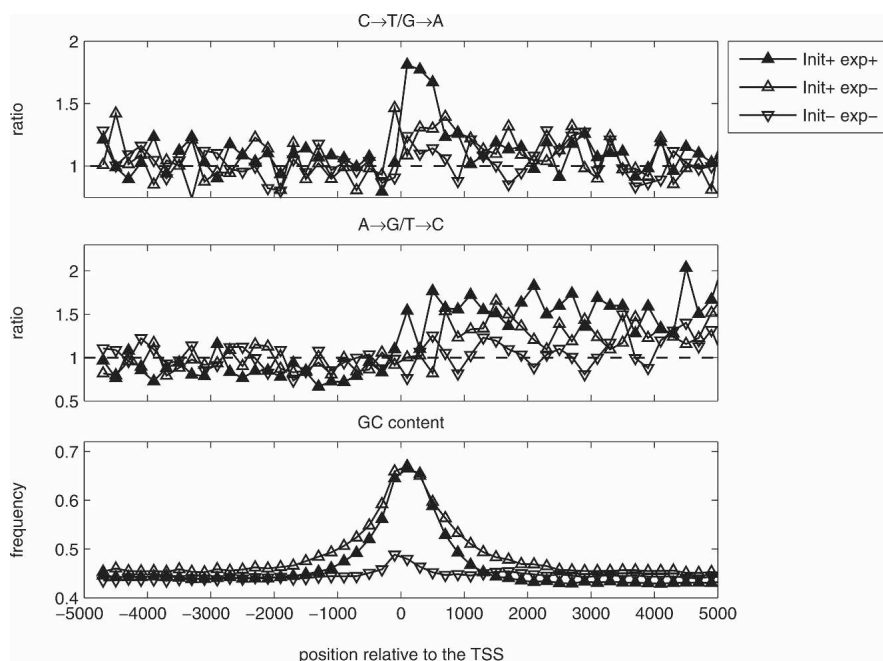 C→T/G→A
2
1.5
1
ratio
Init+ exp+
Init+ exp−
Init− exp−
A→G/T→C
2
1.5
1
0.5
ratio
GC content
0.7
0.6
0.5
0.4
frequency
−5000 −4000 −3000 −2000 −1000 0 1000 2000 3000 4000 5000
position relative to the TSS